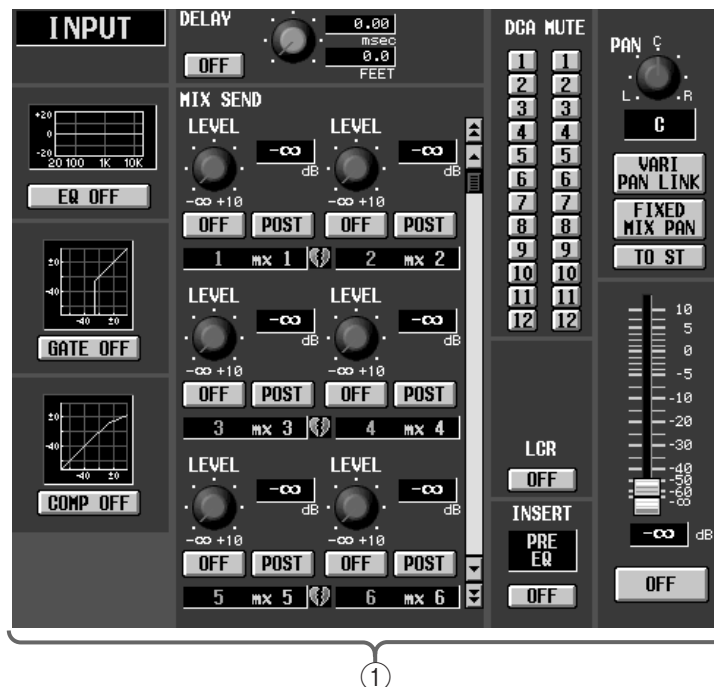 INPUT
DELAY
OFF
0.00
msec
0.0
FEET
+20
0
-20
20 100 1K 10K
EQ OFF
±0
-40
-40 ±0
GATE OFF
±0
-40
-40 ±0
COMP OFF
MIX SEND
LEVEL LEVEL
-∞ dB -∞ dB
-∞ +10 -∞ +10
OFF POST OFF POST
1 mx 1 2 mx 2
LEVEL LEVEL
-∞ dB -∞ dB
-∞ +10 -∞ +10
OFF POST OFF POST
3 mx 3 4 mx 4
LEVEL LEVEL
-∞ dB -∞ dB
-∞ +10 -∞ +10
OFF POST OFF POST
5 mx 5 6 mx 6
DCA MUTE
1 1
2 2
3 3
4 4
5 5
6 6
7 7
8 8
9 9
10 10
11 11
12 12
LCR
OFF
INSERT
PRE
EQ
OFF
PAN C
L R
C
VARI
PAN LINK
FIXED
MIX PAN
TO ST
10
5
0
-5
-10
-20
-30
-40
-50
-60
-∞
-∞ dB
OFF
1